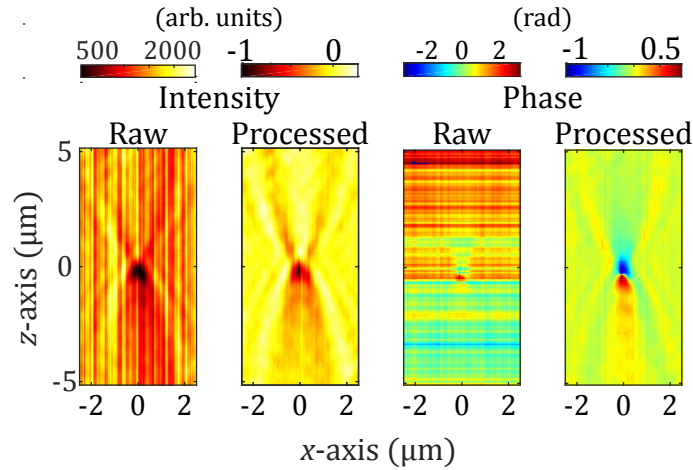 (arb. units) (rad)
500 2000 -1 0 -2 2 -1 0.5
Intensity Phase
Raw Processed Raw Processed
5
0
-5
z-axis (μm)
-2 0 2 -2 0 2 -2 0 2 -2 0 2
x-axis (μm)